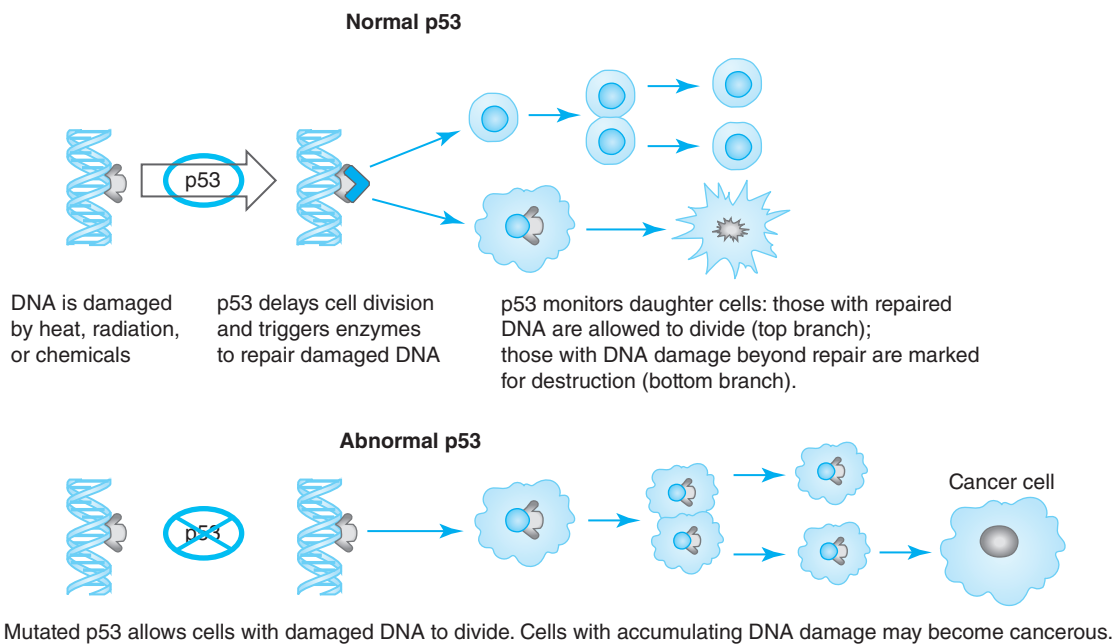 Normal p53
p53
DNA is damaged
by heat, radiation,
or chemicals
p53 delays cell division
and triggers enzymes
to repair damaged DNA
p53 monitors daughter cells: those with repaired
DNA are allowed to divide (top branch);
those with DNA damage beyond repair are marked
for destruction (bottom branch).
Abnormal p53
p53
Cancer cell
Mutated p53 allows cells with damaged DNA to divide. Cells with accumulating DNA damage may become cancerous.